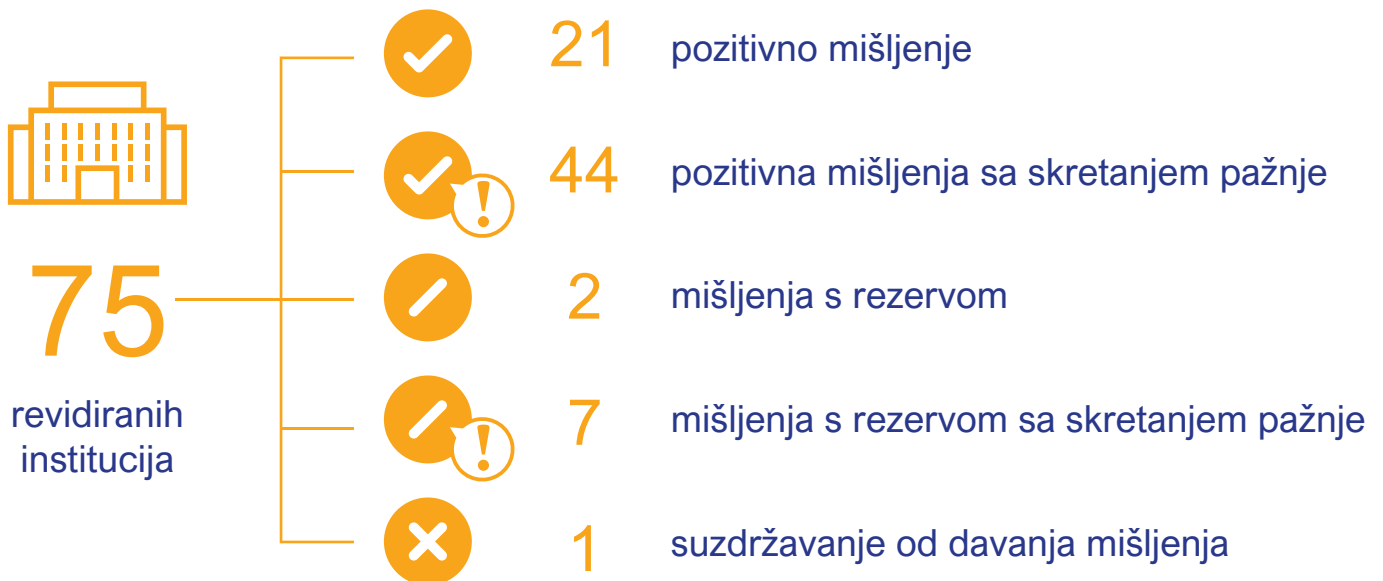 21 pozitivno mišljenje
44 pozitivna mišljenja sa skretanjem pažnje
75
revidiranih
institucija
2 mišljenja s rezervom
7 mišljenja s rezervom sa skretanjem pažnje
1 suzdržavanje od davanja mišljenja